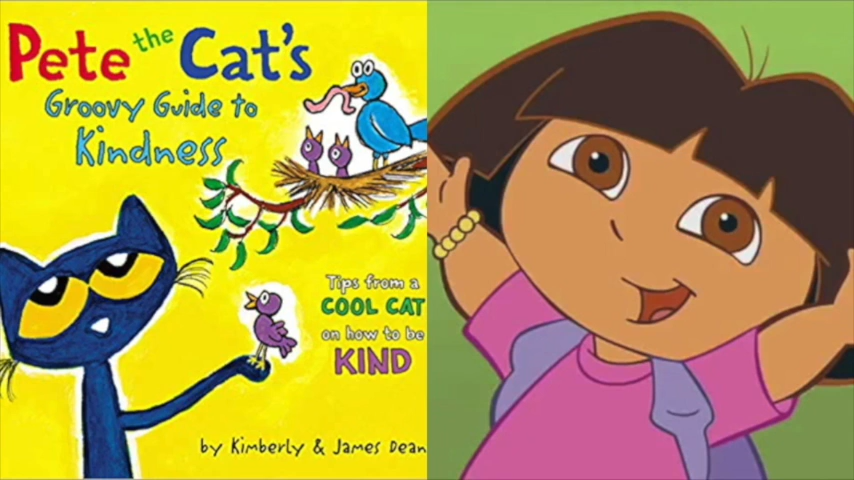 Pete the Cat's
Groovy Guide to
Kindness
Tips from a
COOL CAT
on how to be
KIND
by Kimberly & James Dean